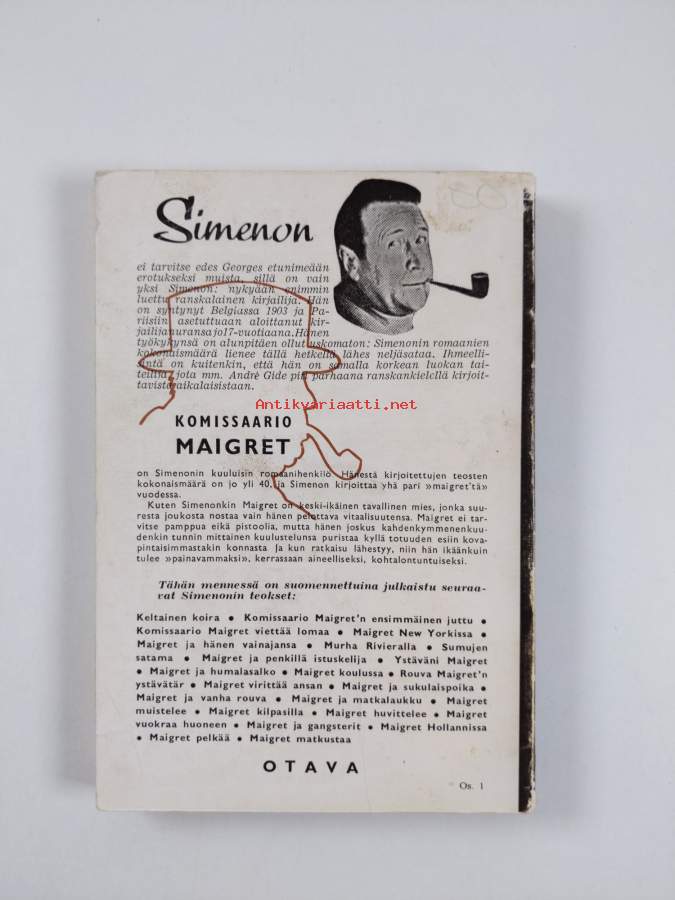 Simenon
ei tarvitse edes Georges etunimeään
erotukseksi muista, sillä on vain
yksi Simenon: nykyään enimmin
luettu ranskalainen kirjailija. Hän
on syntynyt Belgiassa 1903 ja Pa-
riisiin asetuttuaan aloittanut kir-
jailijanuransa jo 17-vuotiaana. Hänen
työkykynsä on alunpitäen ollut uskomaton: Simenonin romaanien
kokonaismäärä lienee tällä hetkellä lähes neljäsataa. Ihmeelli-
sintä on kuitenkin, että hän on samalla korkean luokan tai-
teilija, jota mm. André Gide piti parhaana ranskankielellä kirjoit-
tavista aikalaisistaan.
Antikvariaatti.net
KOMISSAARIO
MAIGRET
on Simenonin kuuluisin romaanihenkilö. Hänestä kirjoitettujen teosten
kokonaismäärä on jo yli 40, ja Simenon kirjoittaa yhä pari »maigret'tä»
vuodessa.
Kuten Simenonkin Maigret on keski-ikäinen tavallinen mies, jonka suu-
resta joukosta nostaa vain hänen pelottava vitaalisuutensa. Maigret ei tar-
vitse pamppua eikä pistoolia, mutta hänen joskus kahdenkymmenenkuu-
denkin tunnin mittainen kuustelunsa puristaa kyllä totuuden esiin kova-
pintaisimmastakin konnasta. Ja kun ratkaisu lähestyy, niin hän ikäänkuin
tulee »painavammaksi», kerrassaan aineelliseksi, kohtalontuntuiseksi.
Tähän mennessä on suomennettuina julkaistu seuraa-
vat Simenonin teokset:
Keltainen koira • Komissaario Maigret'n ensimmäinen juttu •
Komissaario Maigret viettää lomaa • Maigret New Yorkissa •
Maigret ja hänen vainajansa • Murha Rivieralla • Sumujen
satama • Maigret ja penkillä istuskelija • Ystäväni Maigret
• Maigret ja humalasalko • Maigret koulussa • Rouva Maigret'n
ystävätär • Maigret virittää ansan • Maigret ja sukulaispoika •
Maigret ja vanha rouva • Maigret ja matkalaukku • Maigret
muistelee • Maigret kilpasilla • Maigret huvittelee • Maigret
vuokraa huoneen • Maigret ja gangsterit • Maigret Hollannissa
• Maigret pelkää • Maigret matkustaa
OTAVA
Os. 1